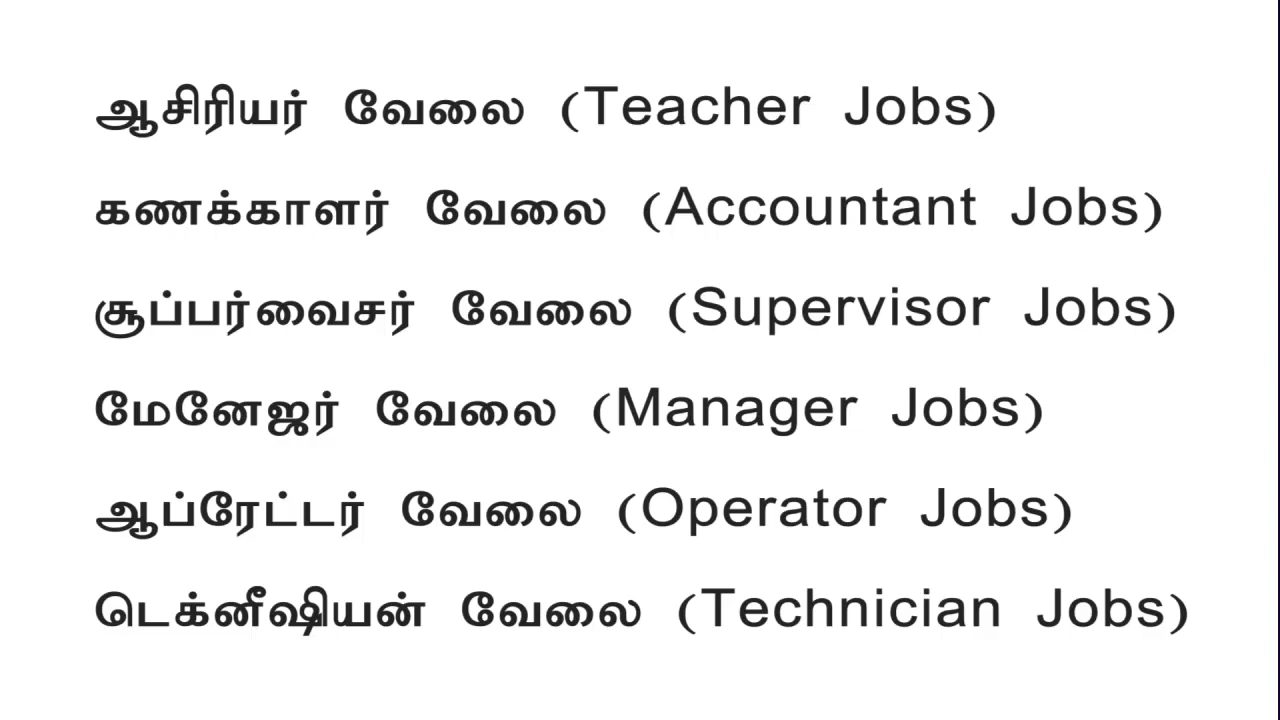 ஆசிரியர் வேலை (Teacher Jobs)
கணக்காளர் வேலை (Accountant Jobs)
சூப்பர்வைசர் வேலை (Supervisor Jobs)
மேனேஜர் வேலை (Manager Jobs)
ஆப்ரேட்டர் வேலை (Operator Jobs)
டெக்னீஷியன் வேலை (Technician Jobs)